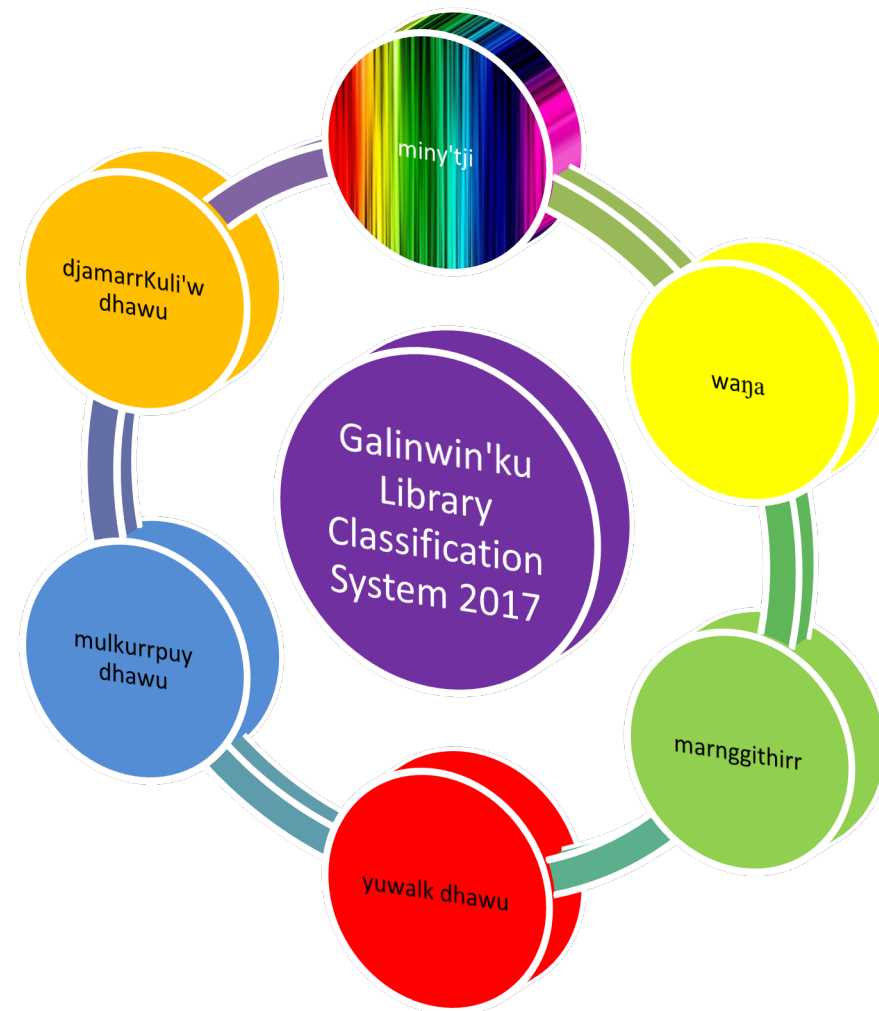 miny'tji
waŋa
marnggithirr
yuwalk dhawu
mulkurrpuy
dhawu
djamarrKuli'w
dhawu
Galinwin'ku
Library
Classification
System 2017